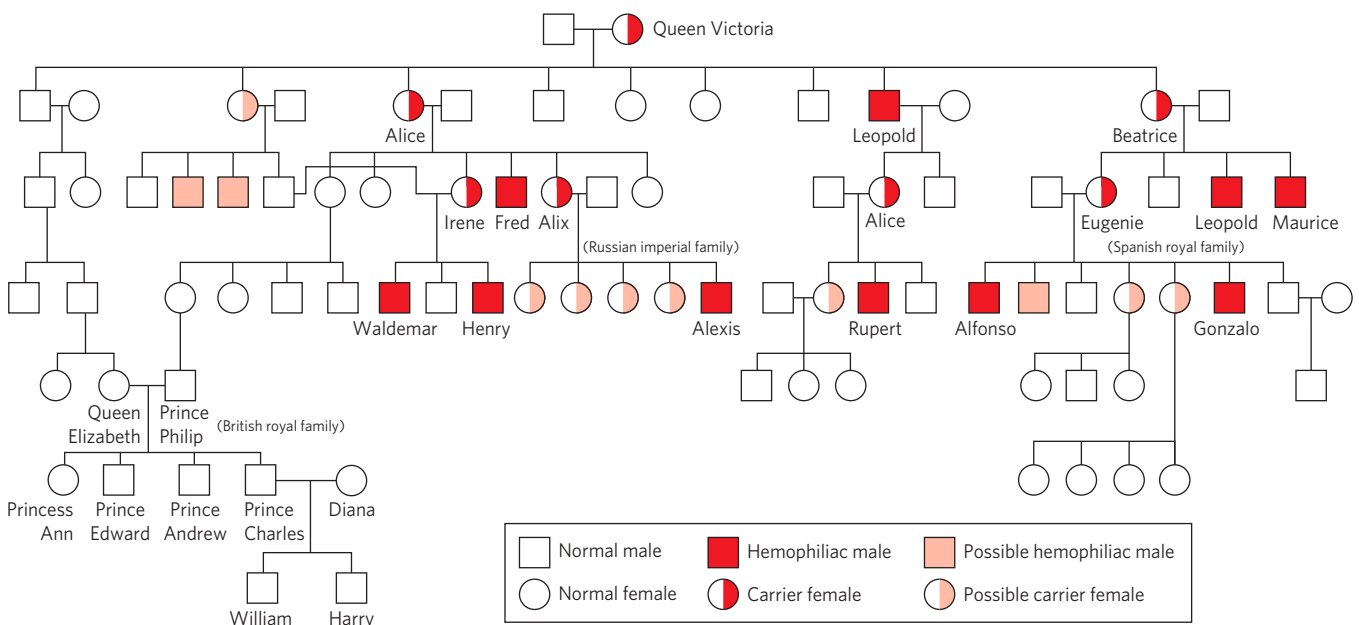 Queen Victoria
Alice
Leopold
Beatrice
Irene
Fred
Alix
Alice
Eugenie
Leopold
Maurice
(Russian imperial family)
(Spanish royal family)
Waldemar
Henry
Alexis
Rupert
Alfonso
Gonzalo
Queen
Elizabeth
Prince
Philip
(British royal family)
Princess
Ann
Prince
Edward
Prince
Andrew
Prince
Charles
Diana
William
Harry
Normal male
Hemophiliac male
Possible hemophiliac male
Normal female
Carrier female
Possible carrier female